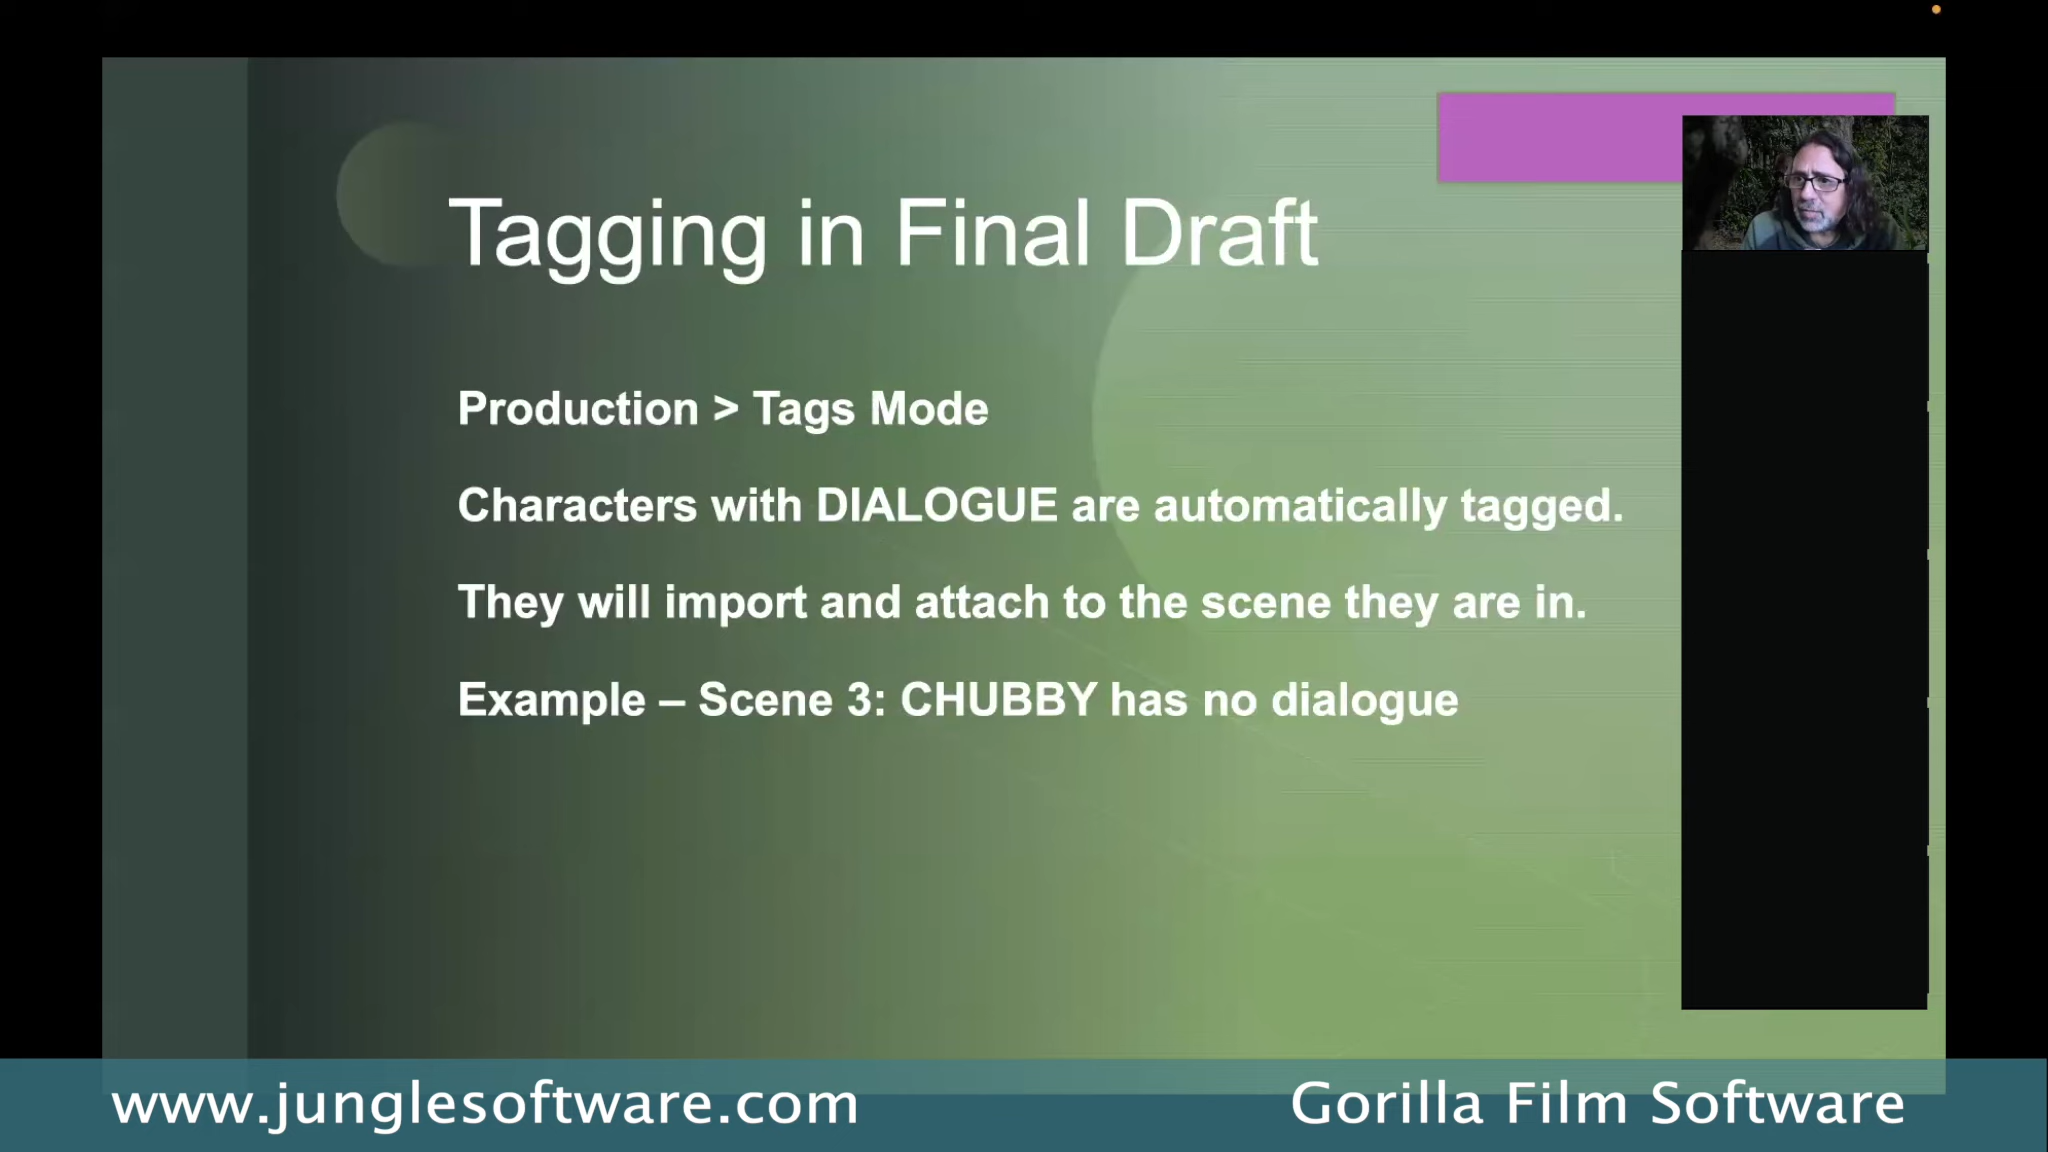 Tagging in Final Draft
Production > Tags Mode
Characters with DIALOGUE are automatically tagged.
They will import and attach to the scene they are in.
Example – Scene 3: CHUBBY has no dialogue
www.junglesoftware.com
Gorilla Film Software